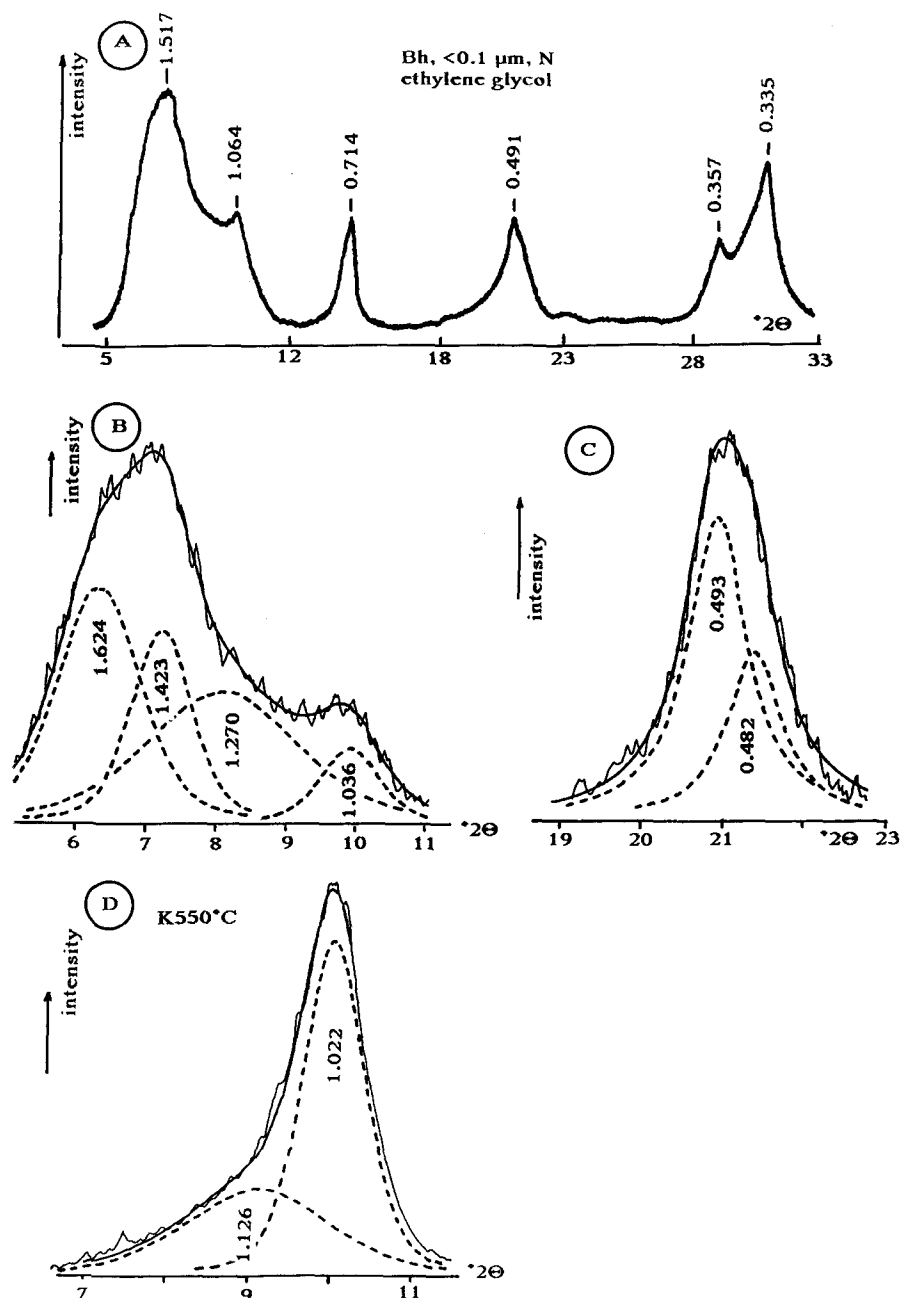 A
intensity
Bh, <0.1 µm, N
ethylene glycol
1.517
1.064
0.714
0.491
0.357
0.335
°2Θ
5 12 18 23 28 33
B
intensity
1.624
1.423
1.270
1.036
6 7 8 9 10 11 °2Θ
C
intensity
0.493
0.482
19 20 21 °2Θ 23
D
K550°C
intensity
1.022
1.126
7 9 11 °2Θ